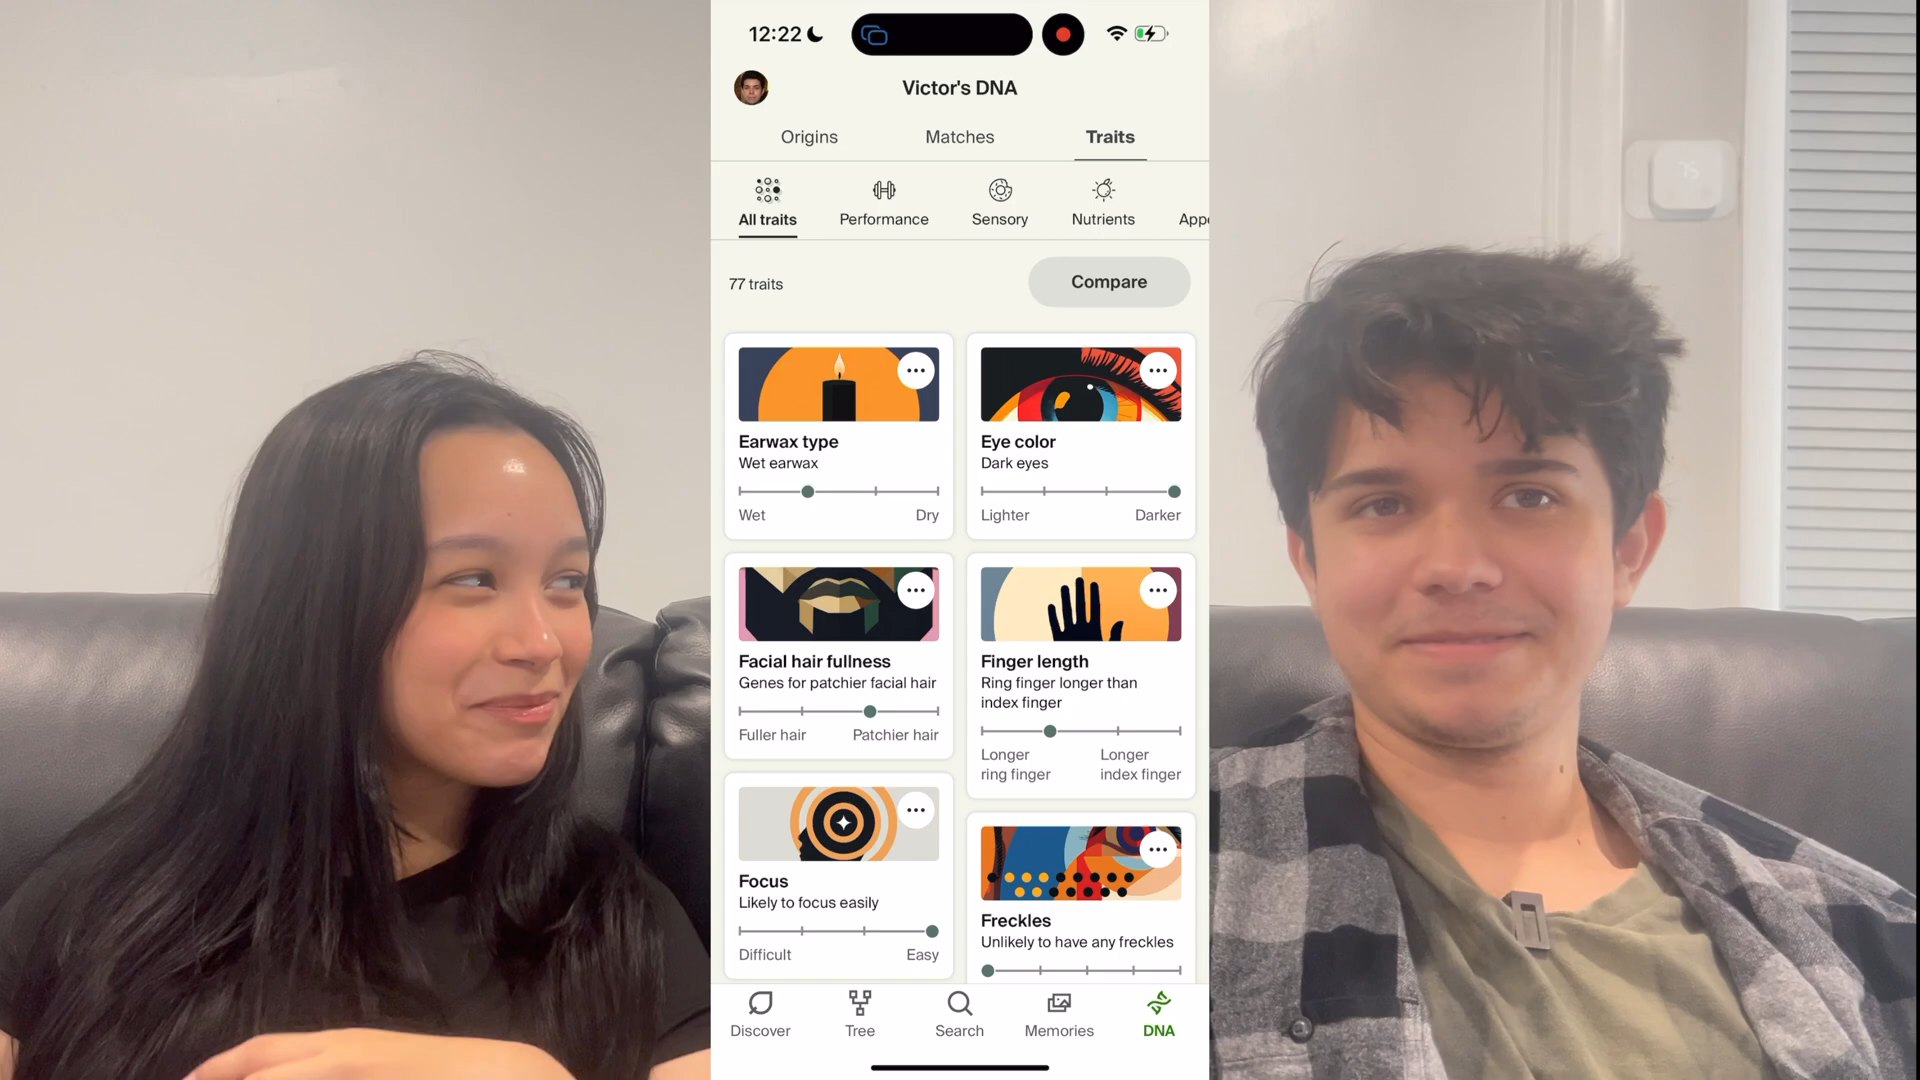 12:22
Victor's DNA
Origins
Matches
Traits
All traits
Performance
Sensory
Nutrients
Appe
77 traits
Compare
Earwax type
Wet earwax
Wet
Dry
Eye color
Dark eyes
Lighter
Darker
Facial hair fullness
Genes for patchier facial hair
Fuller hair
Patchier hair
Finger length
Ring finger longer than
index finger
Longer
ring finger
Longer
index finger
Focus
Likely to focus easily
Difficult
Easy
Freckles
Unlikely to have any freckles
Discover
Tree
Search
Memories
DNA